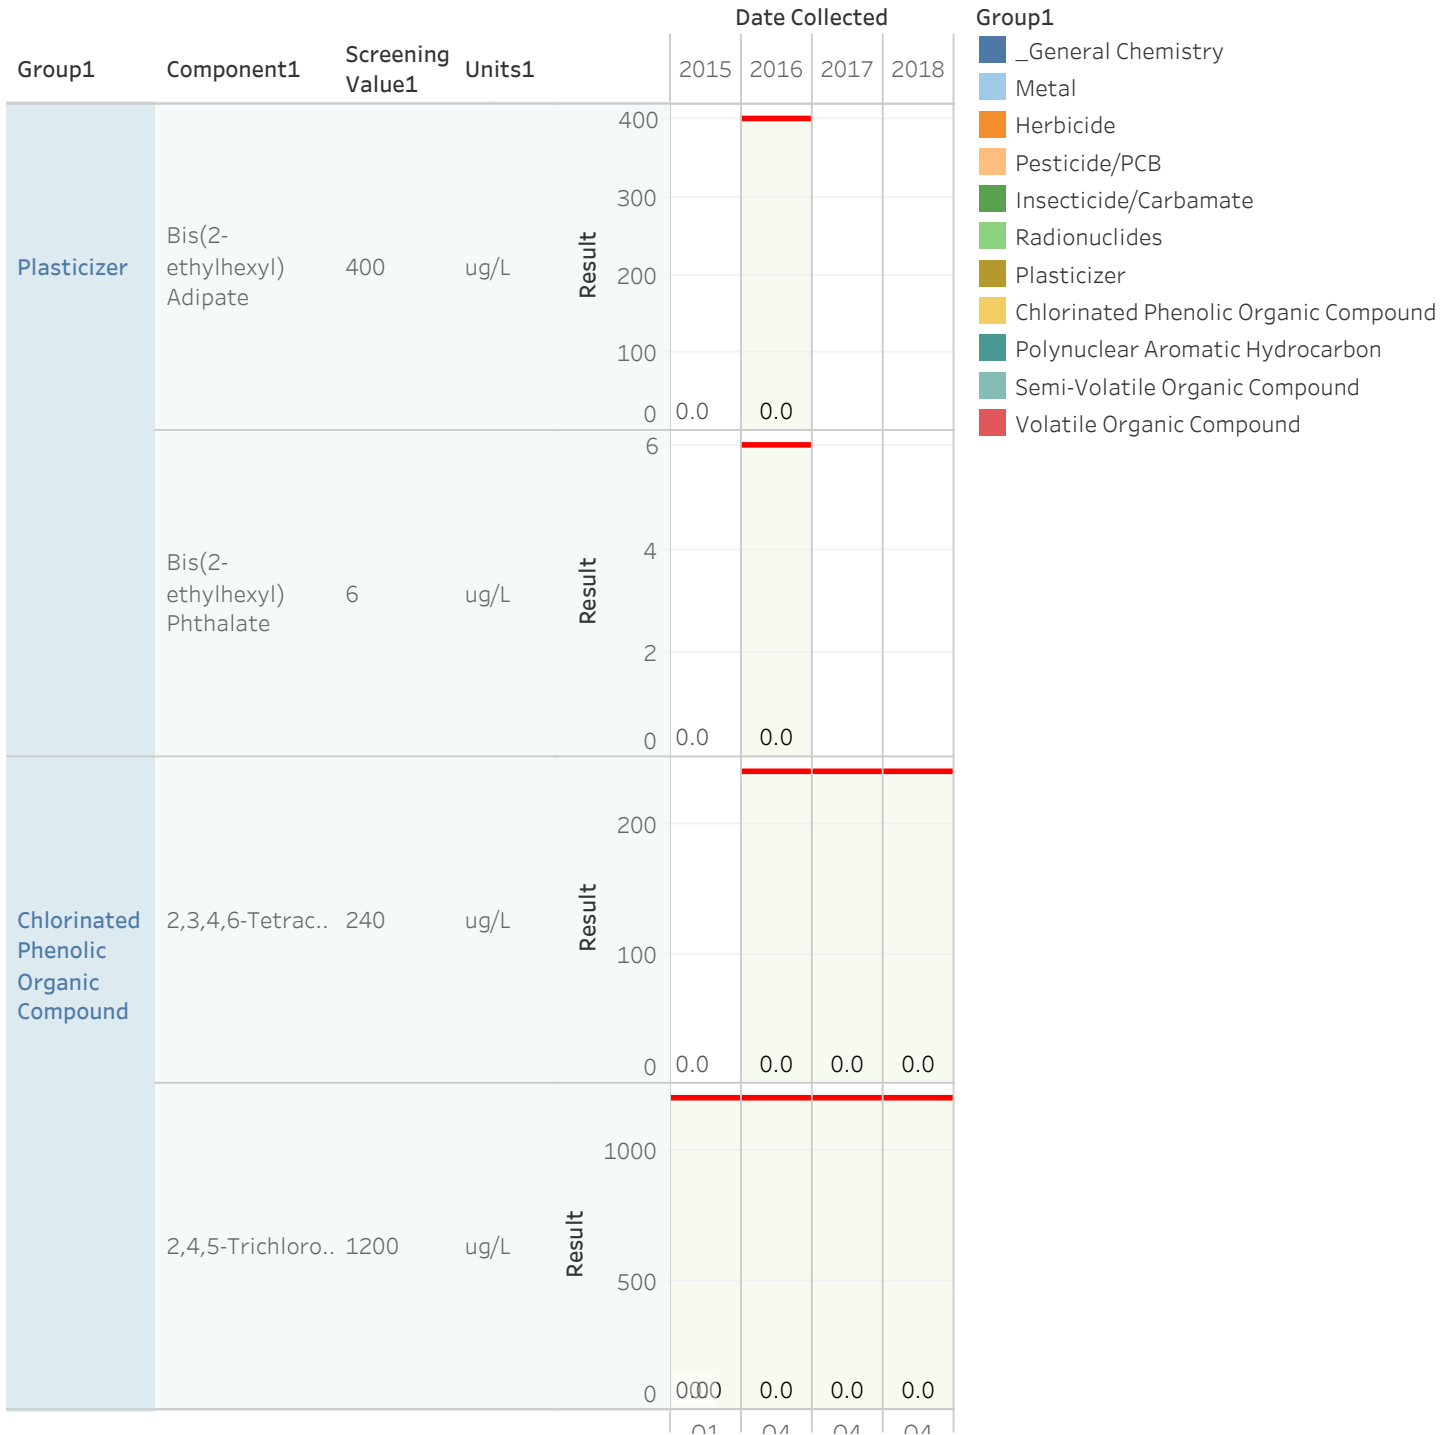 Date Collected
Group1
Component1
Screening
Value1
Units1
2015
2016
2017
2018
Plasticizer
Bis(2-
ethylhexyl)
Adipate
400
ug/L
Result
400
300
200
100
0
0.0
0.0
Bis(2-
ethylhexyl)
Phthalate
6
ug/L
Result
6
4
2
0
0.0
0.0
Chlorinated
Phenolic
Organic
Compound
2,3,4,6-Tetrac..
240
ug/L
Result
200
100
0
0.0
0.0
0.0
0.0
2,4,5-Trichloro..
1200
ug/L
Result
1000
500
0
0.0
0.0
0.0
Group1
_General Chemistry
Metal
Herbicide
Pesticide/PCB
Insecticide/Carbamate
Radionuclides
Plasticizer
Chlorinated Phenolic Organic Compound
Polynuclear Aromatic Hydrocarbon
Semi-Volatile Organic Compound
Volatile Organic Compound